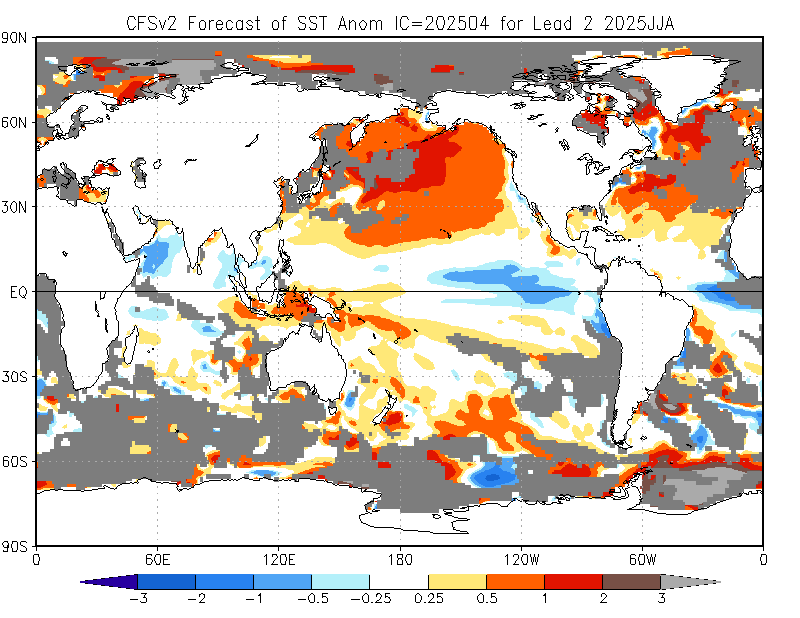 CFSv2 Forecast of SST Anom IC=202504 for Lead 2 2025JJA
90N
60N
30N
EQ
30S
60S
90S
0 60E 120E 180 120W 60W 0
-3 -2 -1 -0.5 -0.25 0.25 0.5 1 2 3